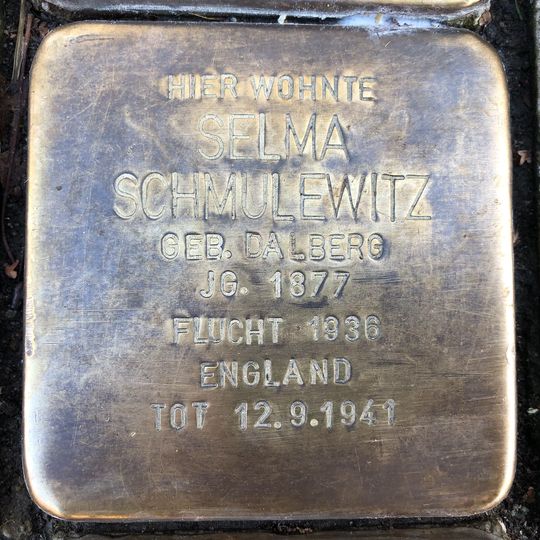 HIER WOHNTE
SELMA
SCHMULEWITZ
GEB. DALBERG
JG. 1877
FLUCHT 1936
ENGLAND
TOT 12.9.1941